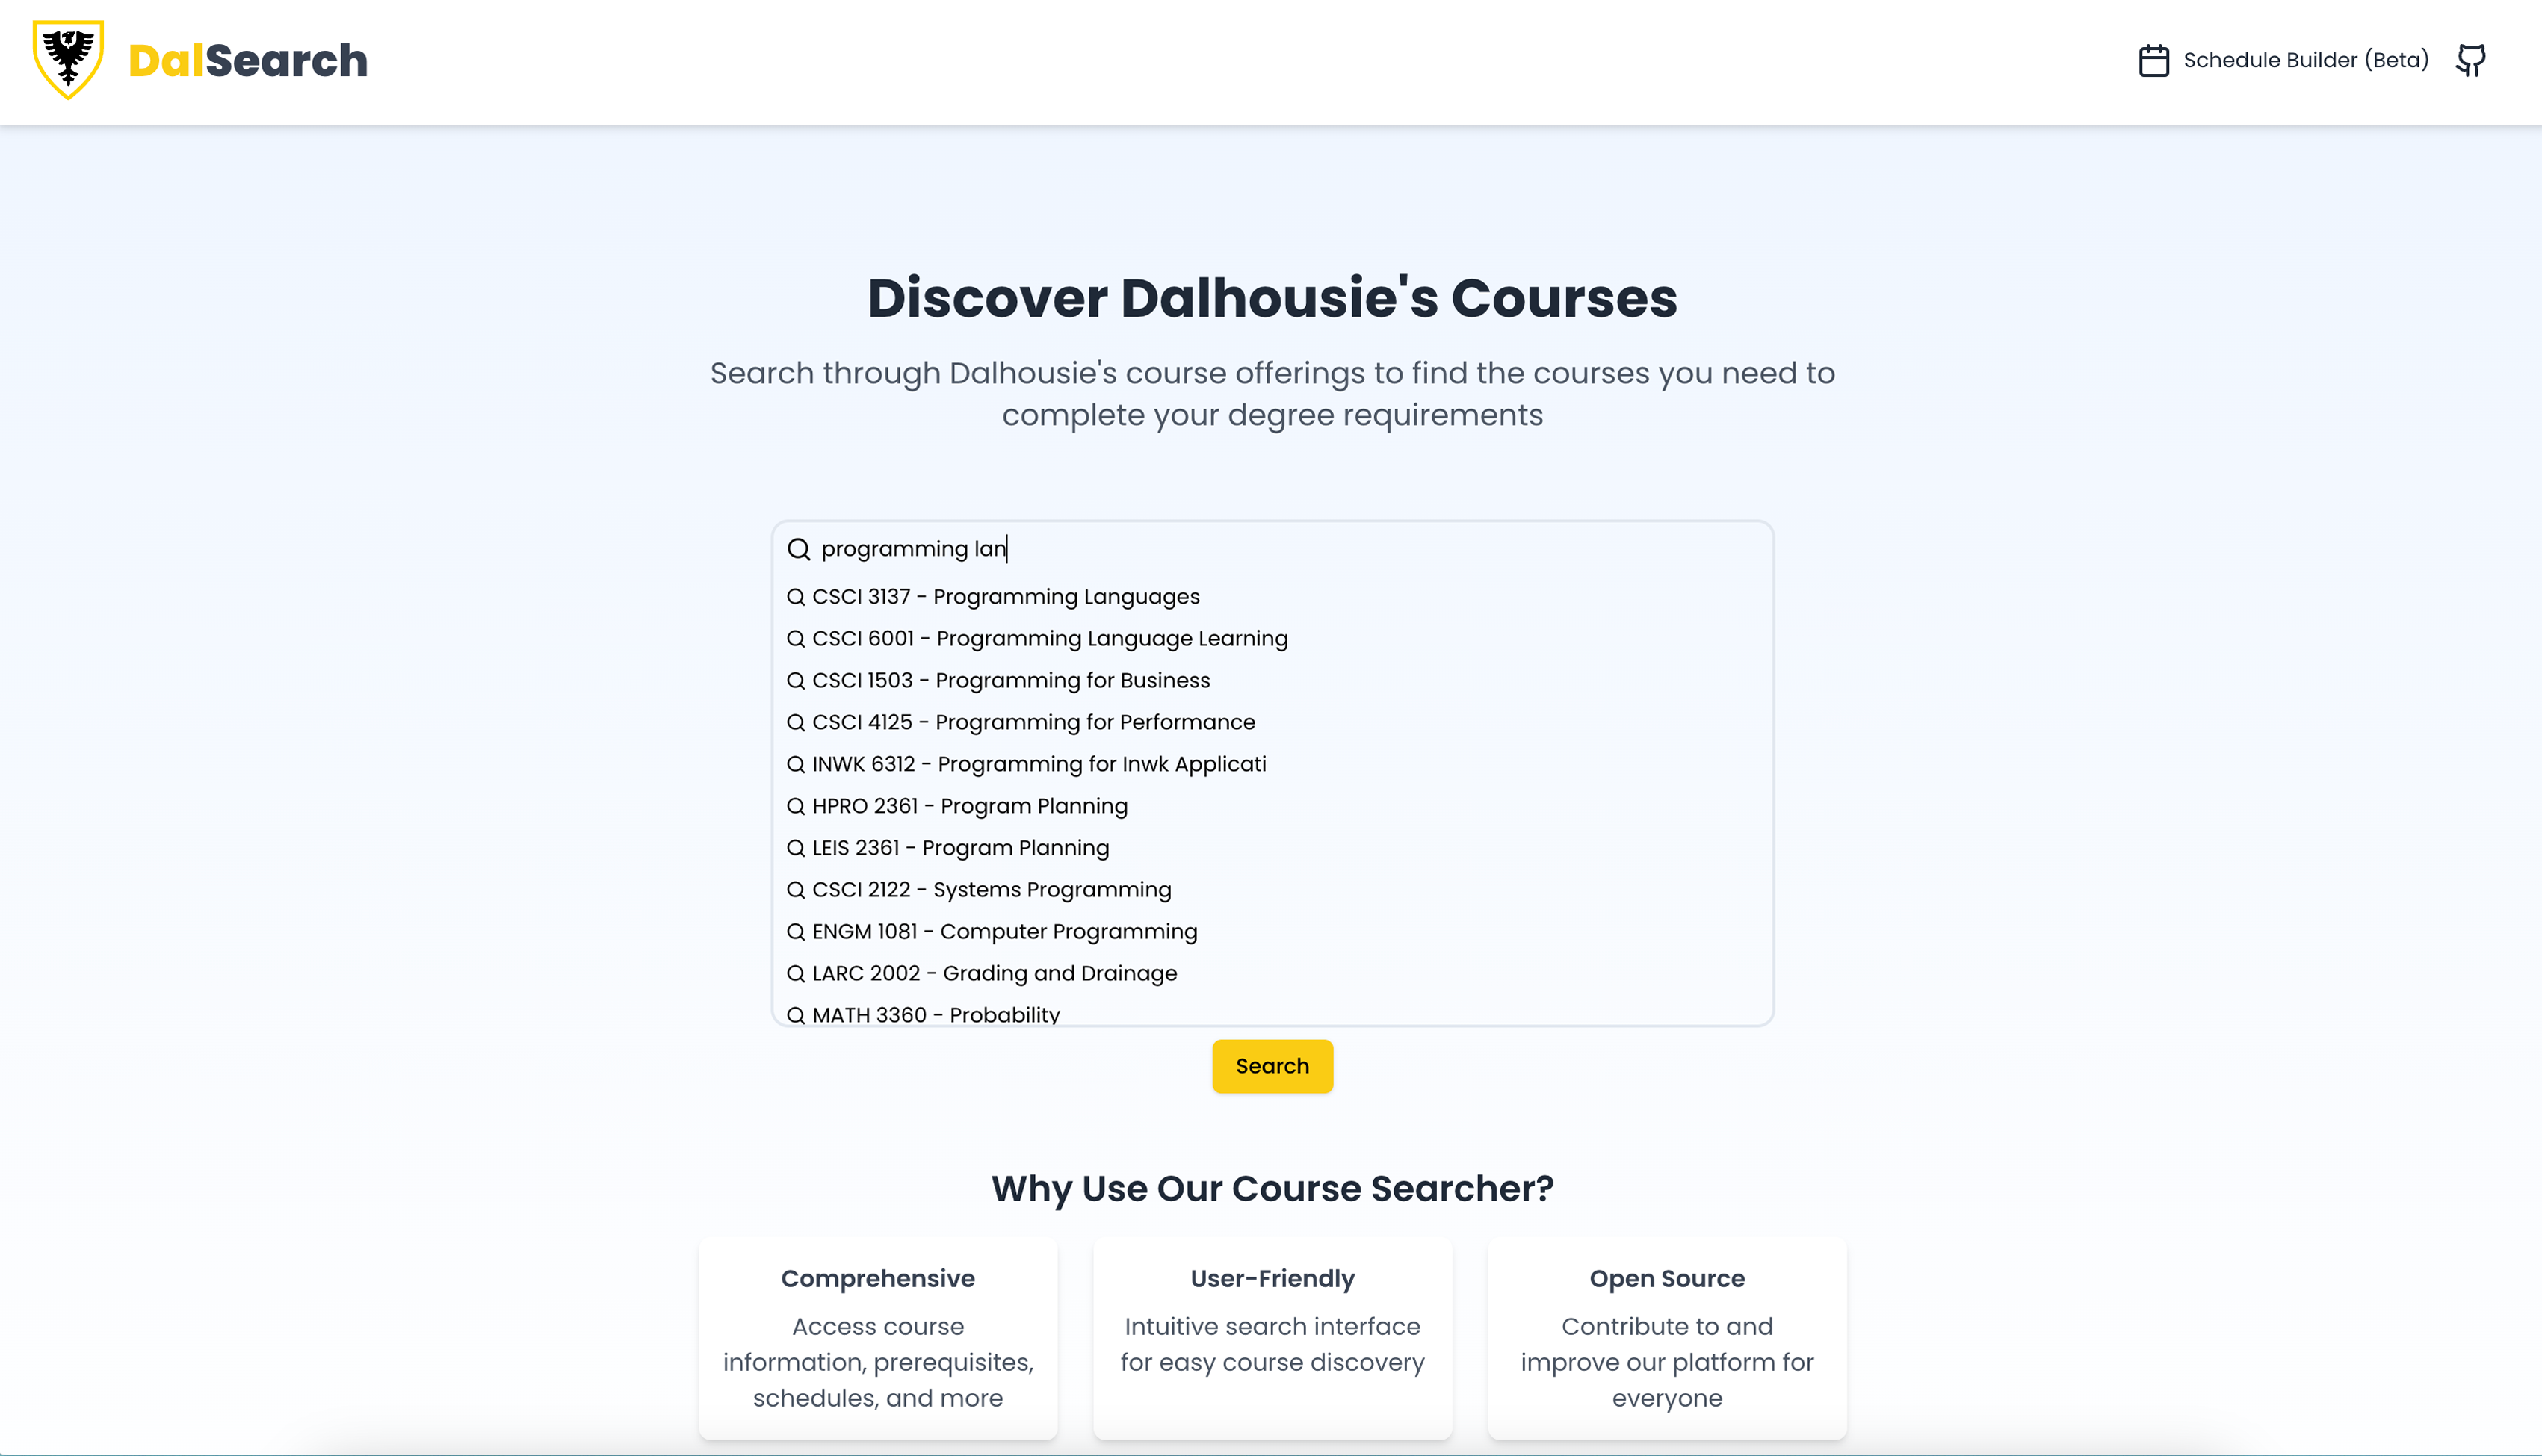 DalSearch
Schedule Builder (Beta)
Discover Dalhousie's Courses
Search through Dalhousie's course offerings to find the courses you need to
complete your degree requirements
programming lan
CSCI 3137 - Programming Languages
CSCI 6001 - Programming Language Learning
CSCI 1503 - Programming for Business
CSCI 4125 - Programming for Performance
INWK 6312 - Programming for Inwk Applicati
HPRO 2361 - Program Planning
LEIS 2361 - Program Planning
CSCI 2122 - Systems Programming
ENGM 1081 - Computer Programming
LARC 2002 - Grading and Drainage
MATH 3360 - Probability
Search
Why Use Our Course Searcher?
Comprehensive
Access course
information, prerequisites,
schedules, and more
User-Friendly
Intuitive search interface
for easy course discovery
Open Source
Contribute to and
improve our platform for
everyone